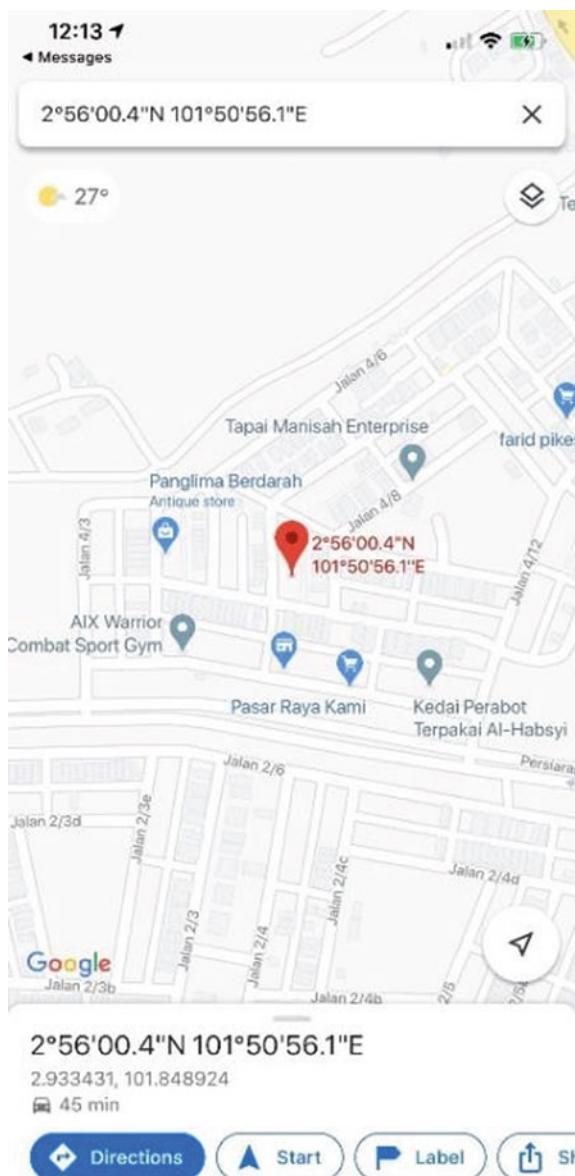 12:13
Messages
2°56'00.4"N 101°50'56.1"E
27°
Jalan 4/6
Tapai Manisah Enterprise
Panglima Berdarah
Antique store
Jalan 4/8
Jalan 4/3
2°56'00.4"N
101°50'56.1"E
Jalan 4/12
AIX Warrior
Combat Sport Gym
Pasar Raya Kami
Kedai Perabot
Terpakai Al-Habsyi
Jalan 2/6
Jalan 2/3d
Jalan 2/3e
Jalan 2/4c
Jalan 2/4d
Jalan 2/3
Jalan 2/4
Google
Jalan 2/3b
Jalan 2/4b
2°56'00.4"N 101°50'56.1"E
2.933431, 101.848924
45 min
Directions
Start
Label